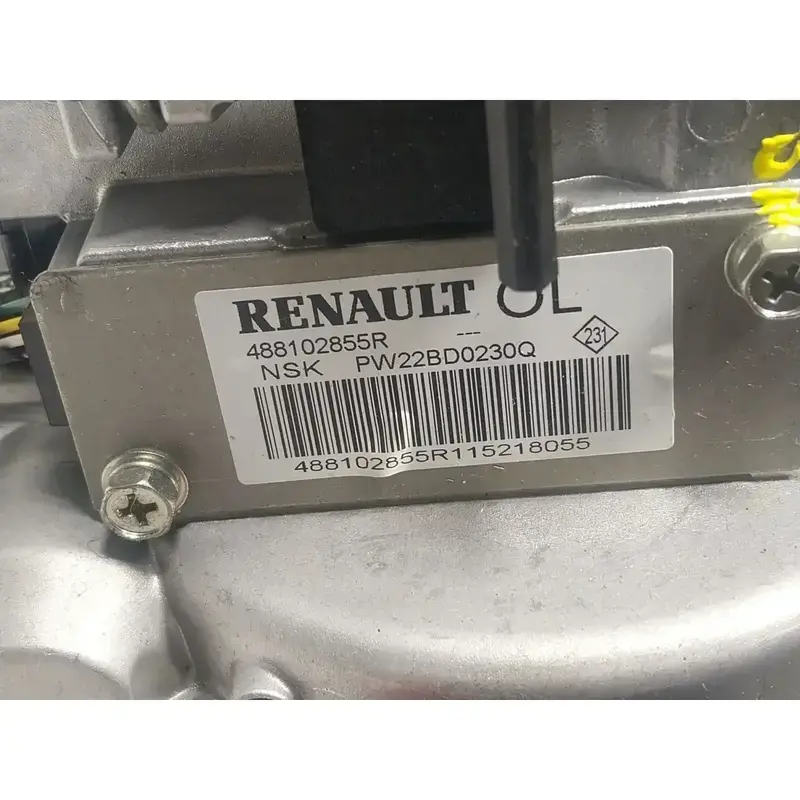 RENAULT OL
488102855R ---
231
NSK PW22BD0230Q
488102855R115218055